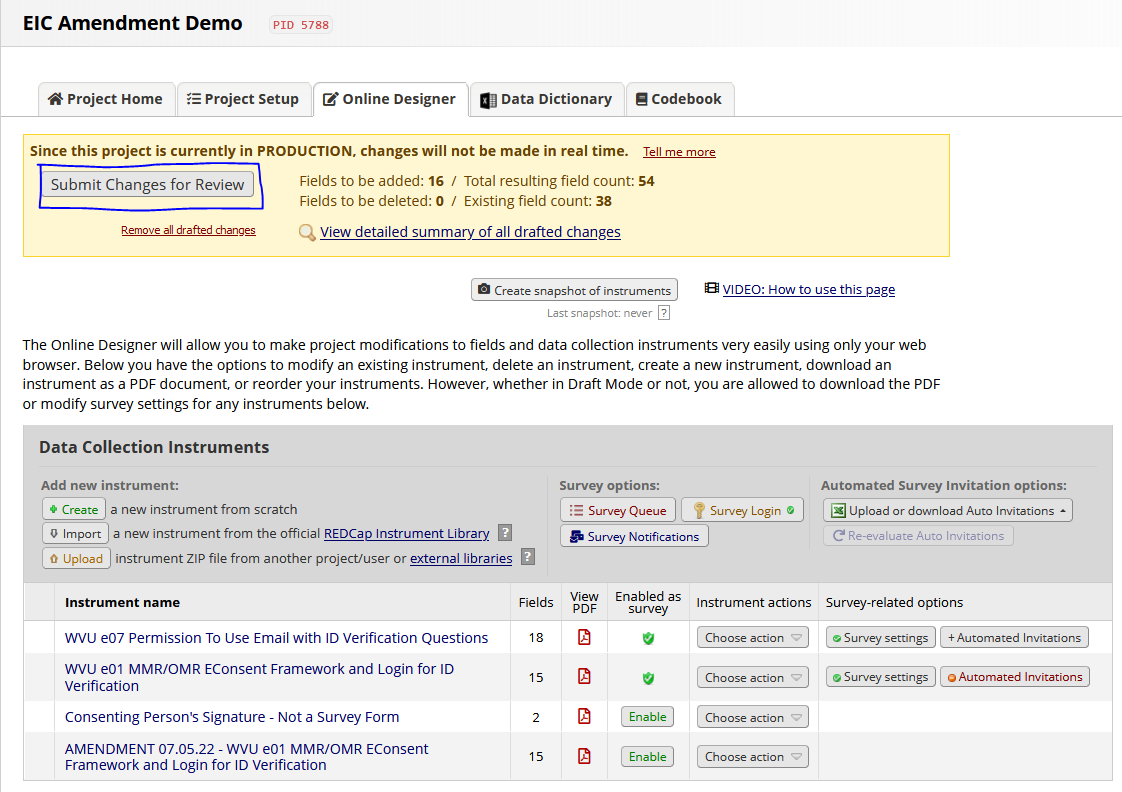 EIC Amendment Demo PID 5788
Project Home Project Setup Online Designer Data Dictionary Codebook
Since this project is currently in PRODUCTION, changes will not be made in real time. Tell me more
Submit Changes for Review
Remove all drafted changes
Fields to be added: 16 / Total resulting field count: 54
Fields to be deleted: 0 / Existing field count: 38
View detailed summary of all drafted changes
Create snapshot of instruments
Last snapshot: never ?
VIDEO: How to use this page
The Online Designer will allow you to make project modifications to fields and data collection instruments very easily using only your web
browser. Below you have the options to modify an existing instrument, delete an instrument, create a new instrument, download an
instrument as a PDF document, or reorder your instruments. However, whether in Draft Mode or not, you are allowed to download the PDF
or modify survey settings for any instruments below.
Data Collection Instruments
Add new instrument:
Create a new instrument from scratch
Import a new instrument from the official REDCap Instrument Library ?
Upload instrument ZIP file from another project/user or external libraries ?
Survey options:
Survey Queue Survey Login
Survey Notifications
Automated Survey Invitation options:
Upload or download Auto Invitations
Re-evaluate Auto Invitations
Instrument name Fields View PDF Enabled as survey Instrument actions Survey-related options
WVU e07 Permission To Use Email with ID Verification Questions 18 Choose action Survey settings + Automated Invitations
WVU e01 MMR/OMR EConsent Framework and Login for ID
Verification 15 Choose action Survey settings Automated Invitations
Consenting Person's Signature - Not a Survey Form 2 Enable Choose action
AMENDMENT 07.05.22 - WVU e01 MMR/OMR EConsent
Framework and Login for ID Verification 15 Enable Choose action